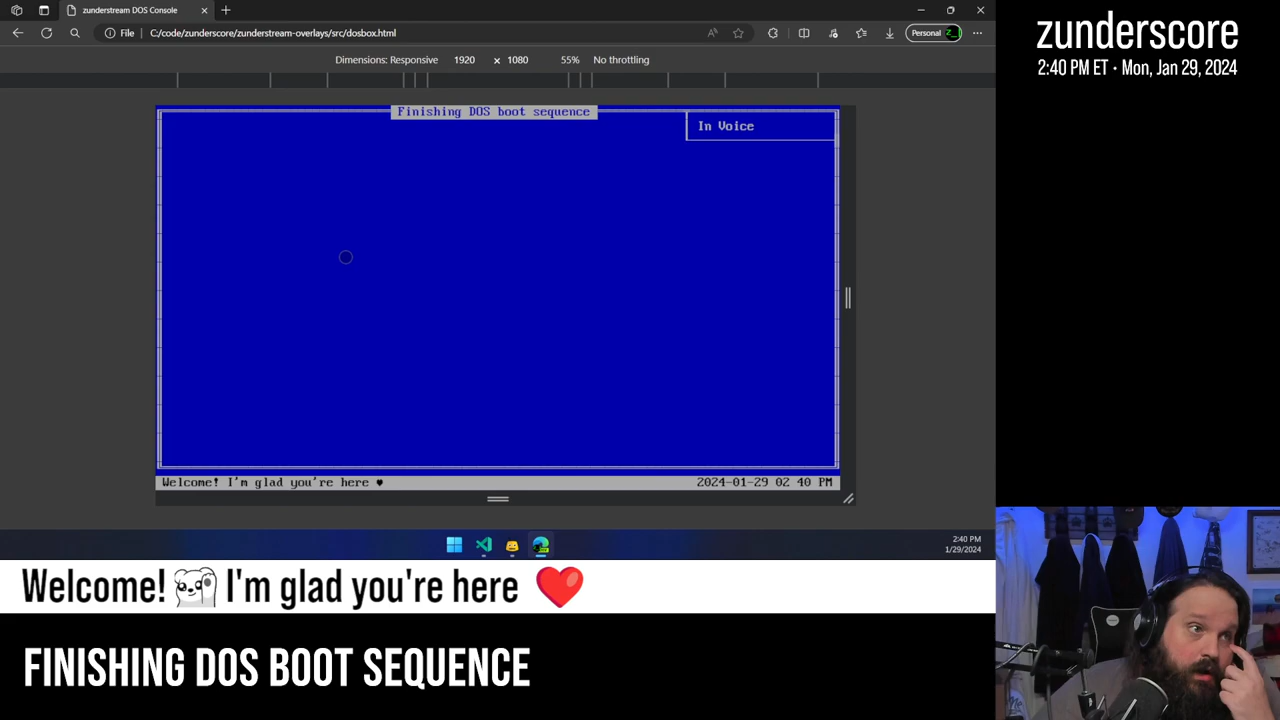 zunderstream DOS Console
File
C:/code/zunderscore/zunderstream-overlays/src/dosbox.html
Personal
Dimensions: Responsive 1920 × 1080 55% No throttling
Finishing DOS boot sequence
In Voice
Welcome! I'm glad you're here ♥
2024-01-29 02 40 PM
2:40 PM
1/29/2024
Welcome! I'm glad you're here ❤
FINISHING DOS BOOT SEQUENCE
zunderscore
2:40 PM ET • Mon, Jan 29, 2024